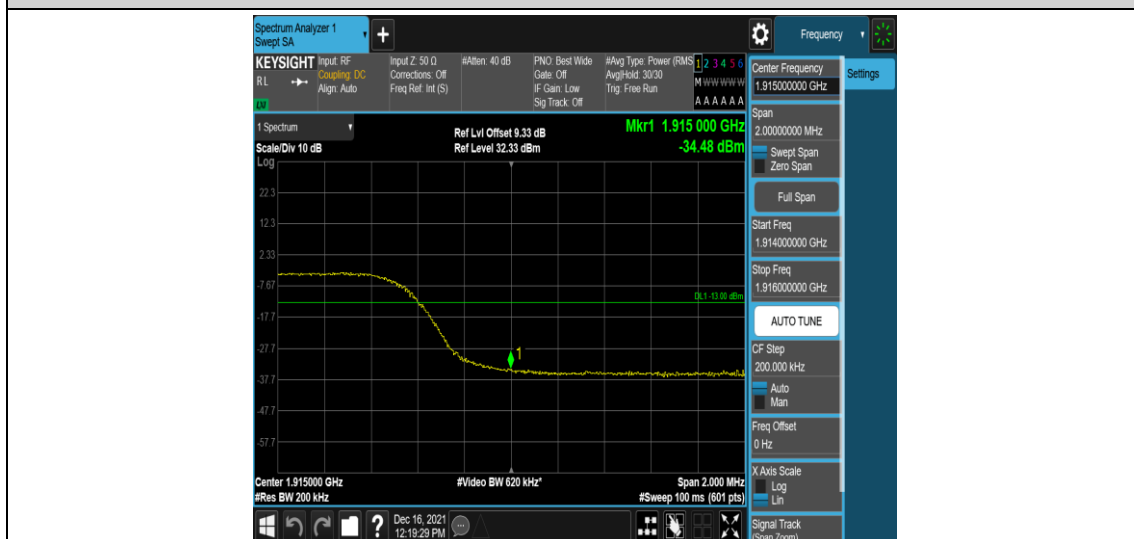 Spectrum Analyzer 1
Swept SA
Frequency
KEYSIGHT
RL
LXI
Input: RF
Coupling: DC
Align: Auto
Input Z: 50 Ω
Corrections: Off
Freq Ref: Int (S)
#Atten: 40 dB
PNO: Best Wide
Gate: Off
IF Gain: Low
Sig Track: Off
#Avg Type: Power (RMS
Avg|Hold: 30/30
Trig: Free Run
1 2 3 4 5 6
M W W W W W
A A A A A A
Center Frequency
1.915000000 GHz
Settings
1 Spectrum
Scale/Div 10 dB
Ref Lvl Offset 9.33 dB
Ref Level 32.33 dBm
Mkr1 1.915 000 GHz
-34.48 dBm
Span
2.00000000 MHz
Swept Span
Zero Span
Full Span
Start Freq
1.914000000 GHz
Stop Freq
1.916000000 GHz
AUTO TUNE
CF Step
200.000 kHz
Auto
Man
Freq Offset
0 Hz
X Axis Scale
Log
Lin
Signal Track
(Span Zoom)
Log
22.3
12.3
2.33
-7.67
-17.7
-27.7
-37.7
-47.7
-57.7
DL1 -13.00 dBm
1
Center 1.915000 GHz
#Res BW 200 kHz
#Video BW 620 kHz*
Span 2.000 MHz
#Sweep 100 ms (601 pts)
?
Dec 16, 2021
12:19:29 PM